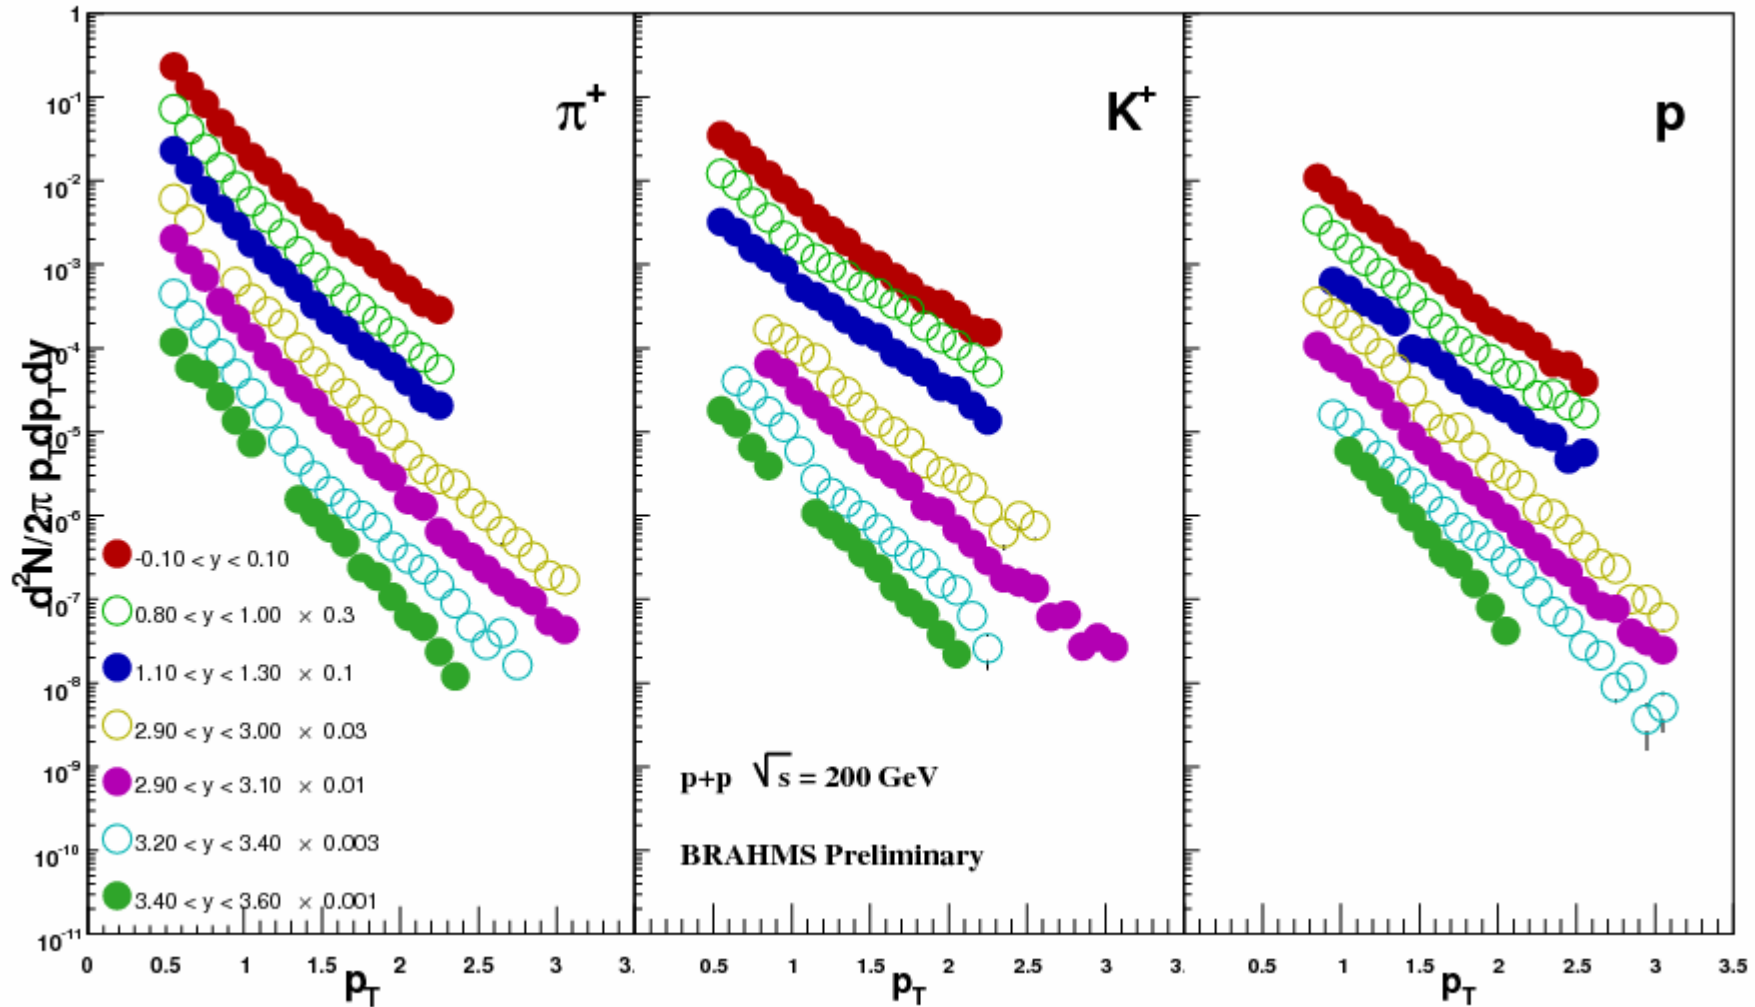 1
10⁻¹
10⁻²
10⁻³
10⁻⁴
10⁻⁵
10⁻⁶
10⁻⁷
10⁻⁸
10⁻⁹
10⁻¹⁰
10⁻¹¹
d²N/2π p_T dp_T dy
π⁺
K⁺
p
-0.10 < y < 0.10
0.80 < y < 1.00 × 0.3
1.10 < y < 1.30 × 0.1
2.90 < y < 3.00 × 0.03
2.90 < y < 3.10 × 0.01
3.20 < y < 3.40 × 0.003
3.40 < y < 3.60 × 0.001
p+p √s = 200 GeV
BRAHMS Preliminary
0 0.5 1 1.5 2 2.5 3 3.
0.5 1 1.5 2 2.5 3 3.
0.5 1 1.5 2 2.5 3 3.5
p_T
p_T
p_T